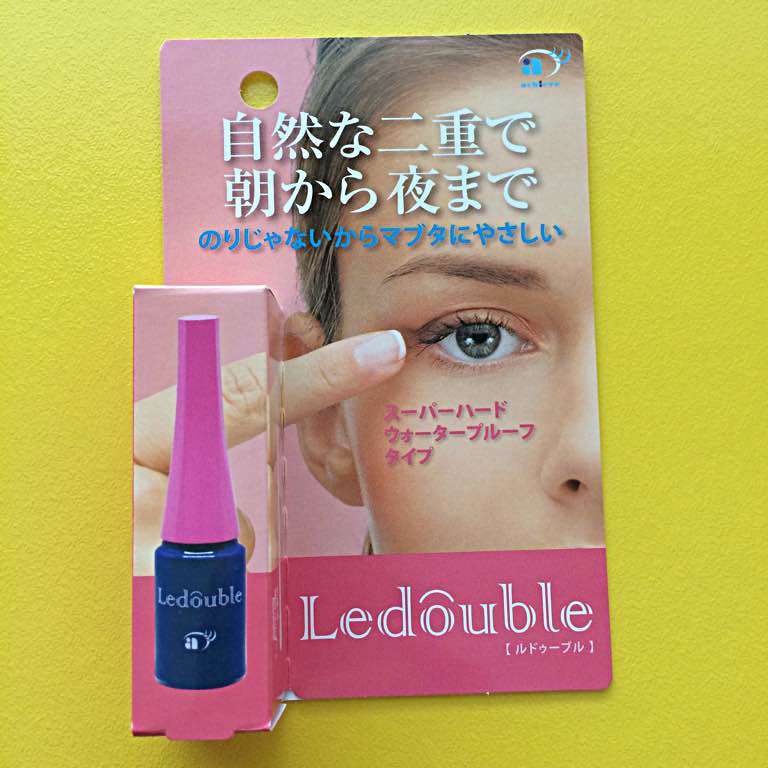 achieve
自然な二重で
朝から夜まで
のりじゃないからマブタにやさしい
スーパーハード
ウォータープルーフ
タイプ
Ledouble
【 ルドゥーブル 】
Ledouble
a